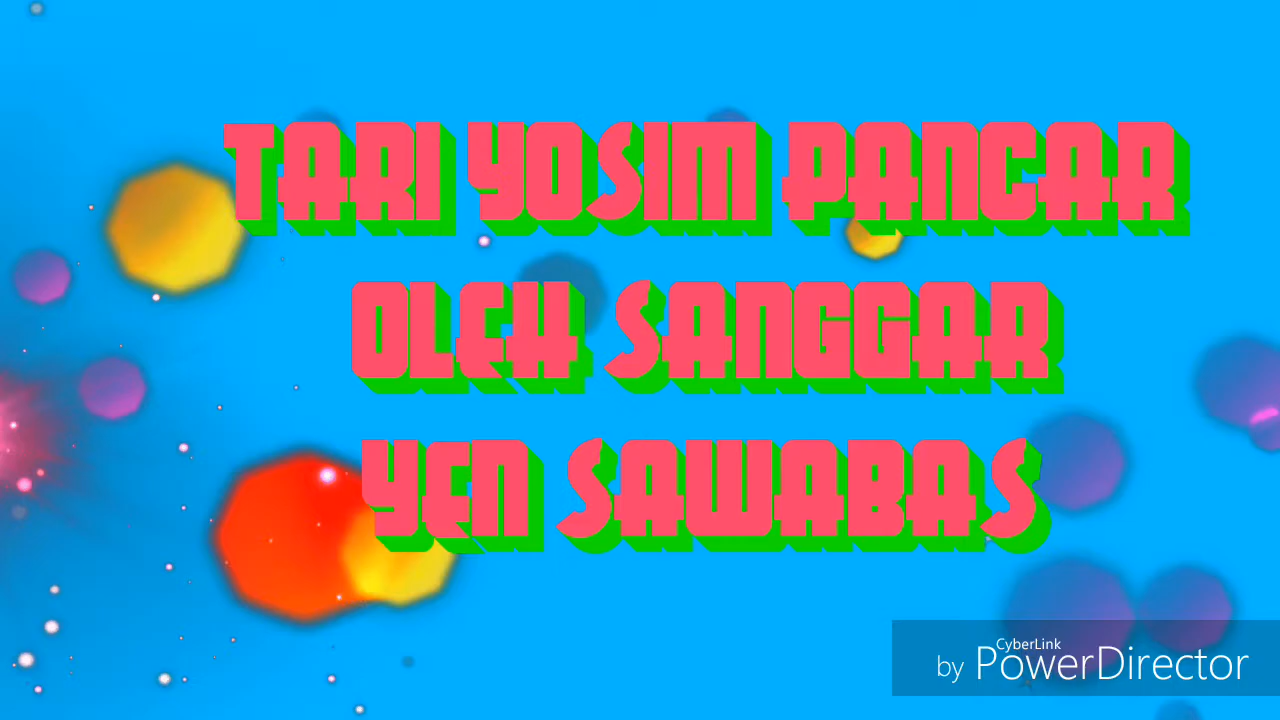 TARI YOSIM PANCAR
OLEH SANGGAR
YEN SAWABAS
by CyberLink PowerDirector